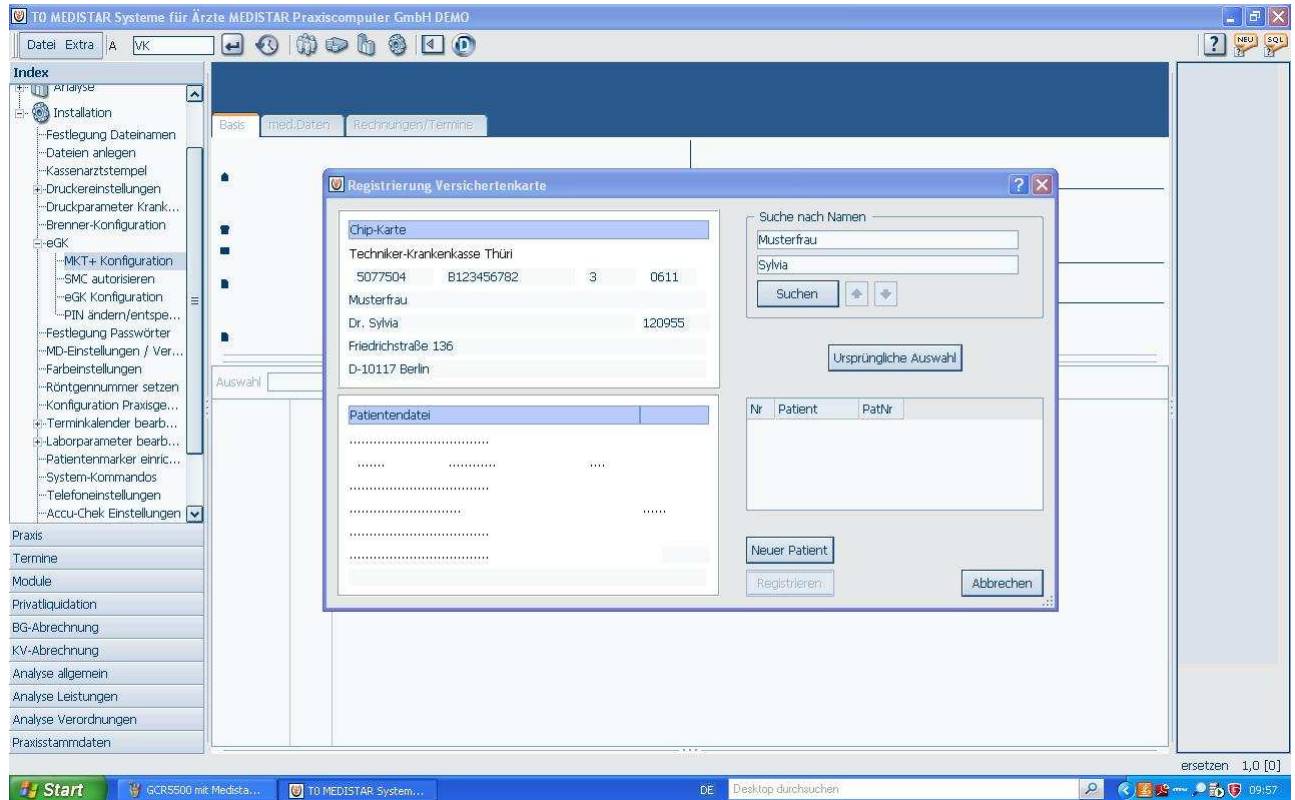 T0 MEDISTAR Systeme für Ärzte MEDISTAR Praxiscomputer GmbH DEMO
Datei Extra A VK
? NEU ? SQL ?
Index
Analyse
Installation
Festlegung Dateinamen
Dateien anlegen
Kassenarztstempel
Druckereinstellungen
Druckparameter Krank...
Brenner-Konfiguration
eGK
MKT+ Konfiguration
SMC autorisieren
eGK Konfiguration
PIN ändern/entspe...
Festlegung Passwörter
MD-Einstellungen / Ver...
Farbeinstellungen
Röntgennummer setzen
Konfiguration Praxisge...
Terminkalender bearb...
Laborparameter bearb...
Patientenmarker einric...
System-Kommandos
Telefoneinstellungen
Accu-Chek Einstellungen
Praxis
Termine
Module
Privatliquidation
BG-Abrechnung
KV-Abrechnung
Analyse allgemein
Analyse Leistungen
Analyse Verordnungen
Praxisstammdaten
Basis med.Daten Rechnungen/Termine
Auswahl
Registrierung Versichertenkarte
Chip-Karte
Techniker-Krankenkasse Thüri
5077504 B123456782 3 0611
Musterfrau
Dr. Sylvia 120955
Friedrichstraße 136
D-10117 Berlin
Patientendatei
Suche nach Namen
Musterfrau
Sylvia
Suchen
Ursprüngliche Auswahl
Nr Patient PatNr
Neuer Patient
Registrieren Abbrechen
ersetzen 1,0 [0]
Start GCR5500 mit Medista... T0 MEDISTAR System... DE Desktop durchsuchen 09:57